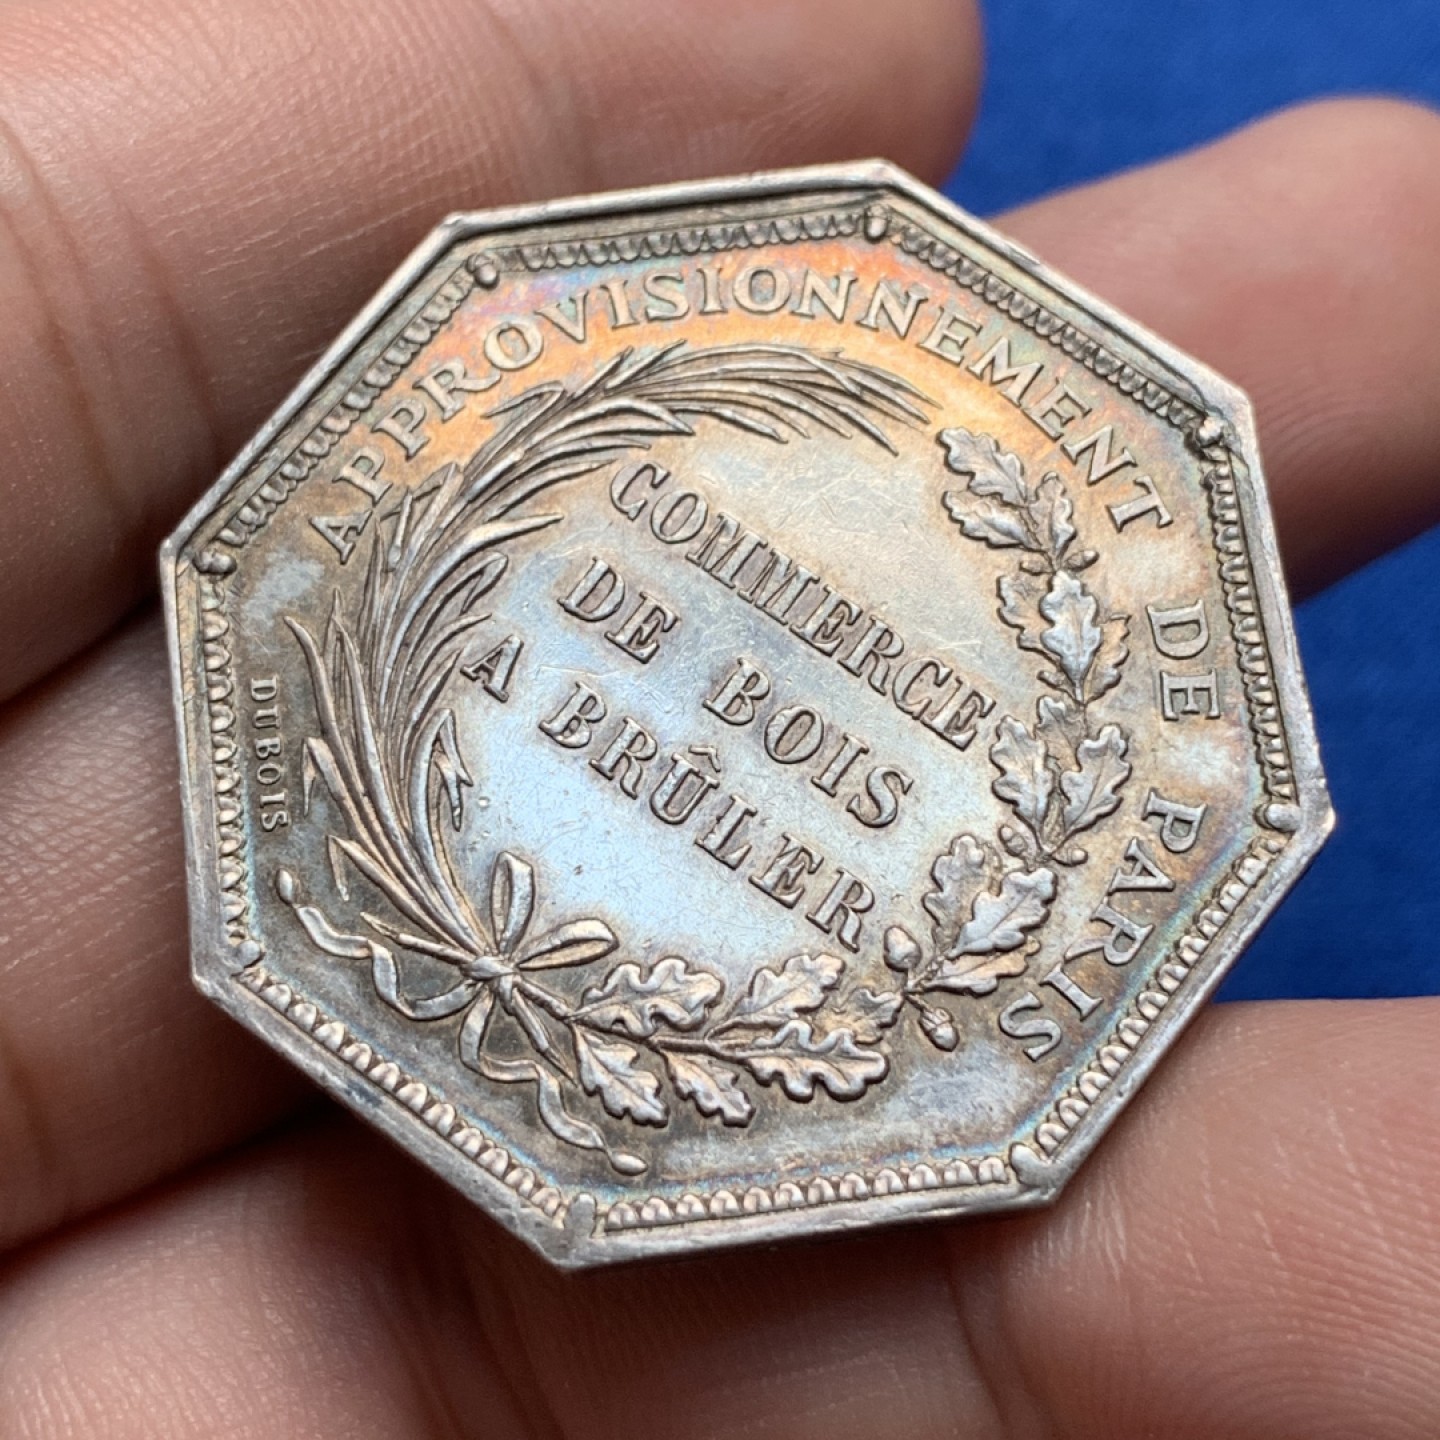 APPROVISIONNEMENT DE PARIS
COMMERCE
DE BOIS
A BRÛLER
DUBOIS